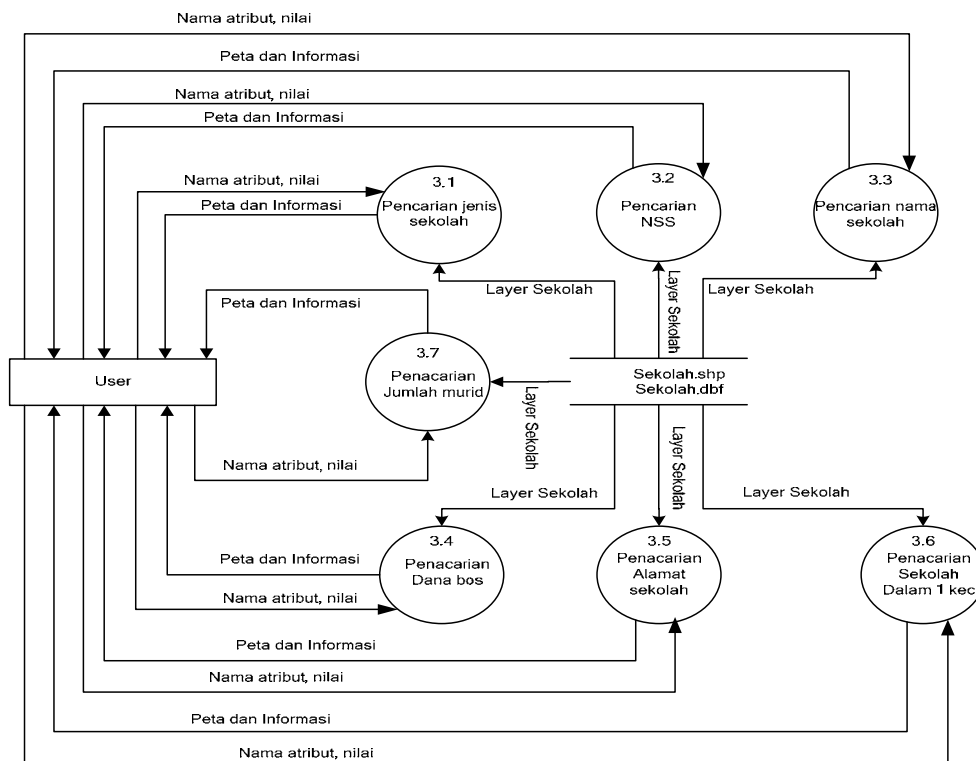 Nama atribut, nilai
Peta dan Informasi
Nama atribut, nilai
Peta dan Informasi
Nama atribut, nilai
Peta dan Informasi
3.1
Pencarian jenis
sekolah
3.2
Pencarian
NSS
3.3
Pencarian nama
sekolah
Layer Sekolah
Layer Sekolah
Layer Sekolah
Peta dan Informasi
3.7
Penacarian
Jumlah murid
User
Sekolah.shp
Sekolah.dbf
Layer Sekolah
Layer Sekolah
Nama atribut, nilai
Layer Sekolah
Layer Sekolah
3.4
Penacarian
Dana bos
3.5
Penacarian
Alamat
sekolah
3.6
Penacarian
Sekolah
Dalam 1 kec
Peta dan Informasi
Nama atribut, nilai
Peta dan Informasi
Nama atribut, nilai
Peta dan Informasi
Nama atribut, nilai